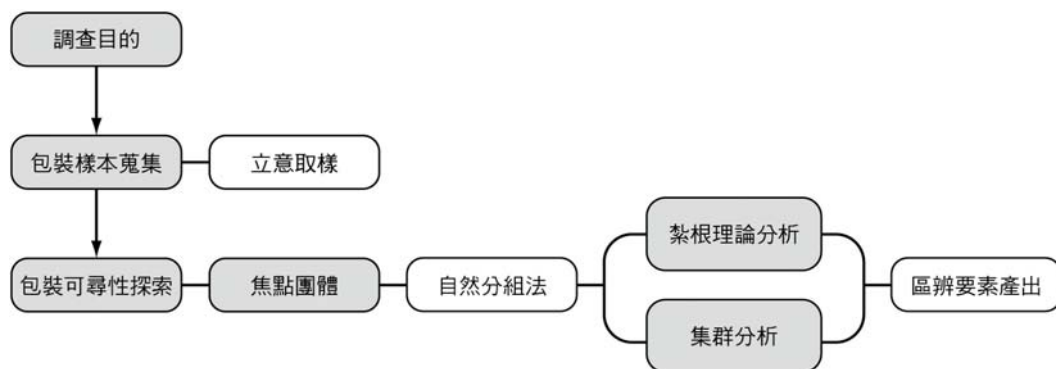 調查目的
包裝樣本蒐集
立意取樣
包裝可尋性探索
焦點團體
自然分組法
紮根理論分析
集群分析
區辨要素產出